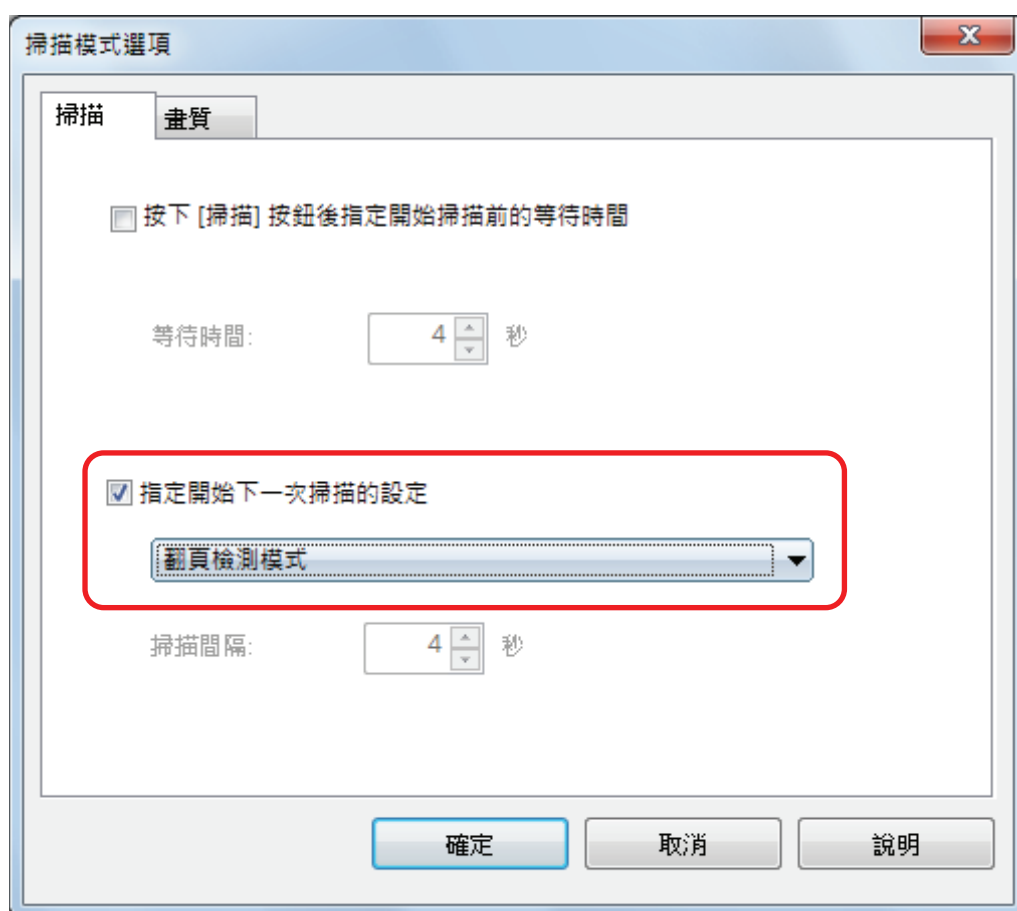 掃描模式選項
掃描 畫質
按下 [掃描] 按鈕後指定開始掃描前的等待時間
等待時間: 4 秒
指定開始下一次掃描的設定
翻頁檢測模式
掃描間隔: 4 秒
確定 取消 說明